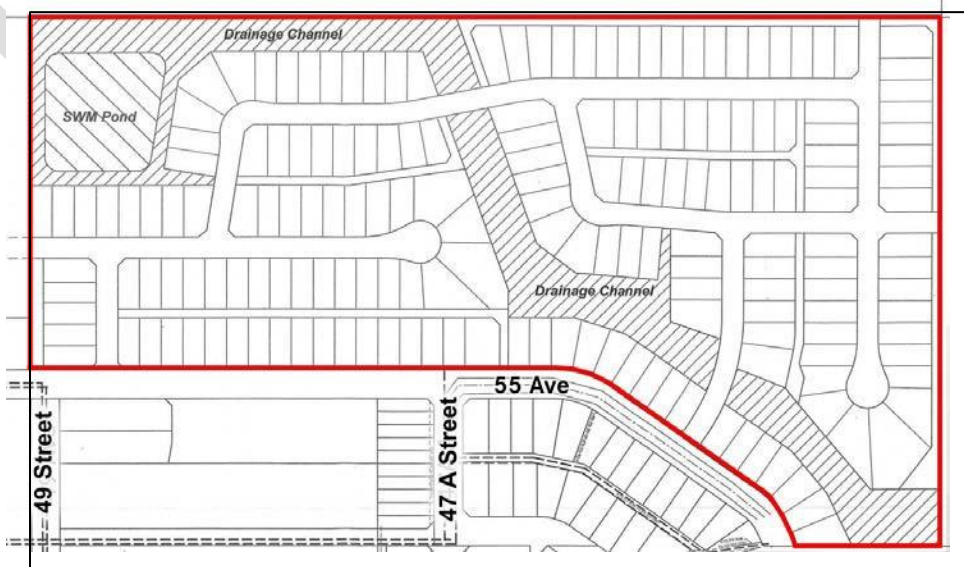 Drainage Channel
SWM Pond
Drainage Channel
55 Ave
49 Street
47 A Street